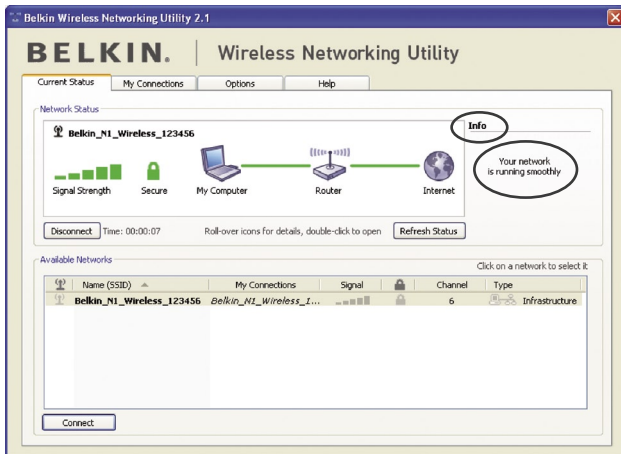 Belkin Wireless Networking Utility 2.1
BELKIN. | Wireless Networking Utility
Current Status My Connections Options Help
Network Status
Belkin_N1_Wireless_123456
Info
Your network
is running smoothly
Signal Strength Secure My Computer Router Internet
Disconnect Time: 00:00:07 Roll-over icons for details, double-click to open Refresh Status
Available Networks
Click on a network to select it
Name (SSID) My Connections Signal Channel Type
Belkin_N1_Wireless_123456 Belkin_N1_Wireless_1... 6 Infrastructure
Connect